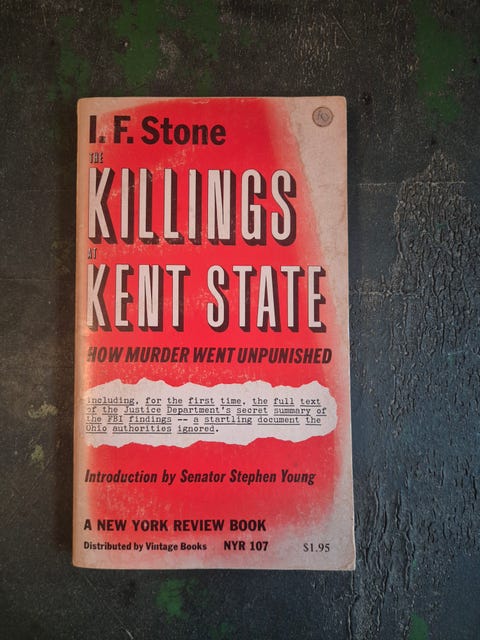 I. F. Stone
THE
KILLINGS
AT
KENT STATE
HOW MURDER WENT UNPUNISHED
including, for the first time, the full text
of the Justice Department's secret summary of
the FBI findings -- a startling document the
Ohio authorities ignored.
Introduction by Senator Stephen Young
A NEW YORK REVIEW BOOK
Distributed by Vintage Books NYR 107 $1.95